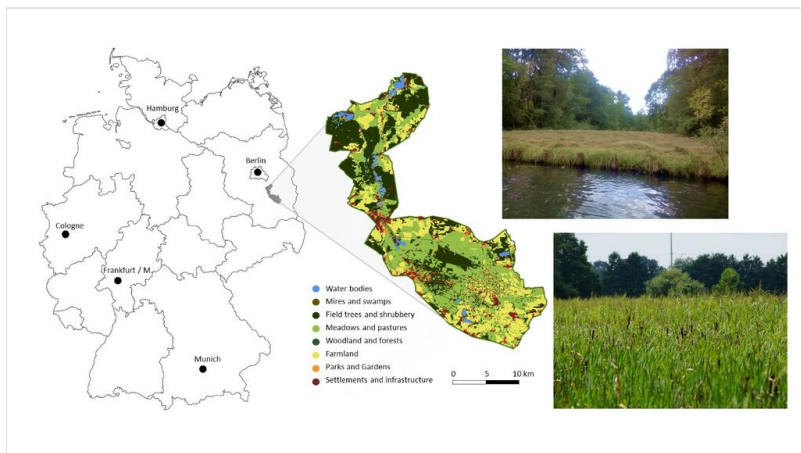 Hamburg
Berlin
Cologne
Frankfurt / M.
Munich
Water bodies
Mires and swamps
Field trees and shrubbery
Meadows and pastures
Woodland and forests
Farmland
Parks and Gardens
Settlements and infrastructure
0 5 10 km